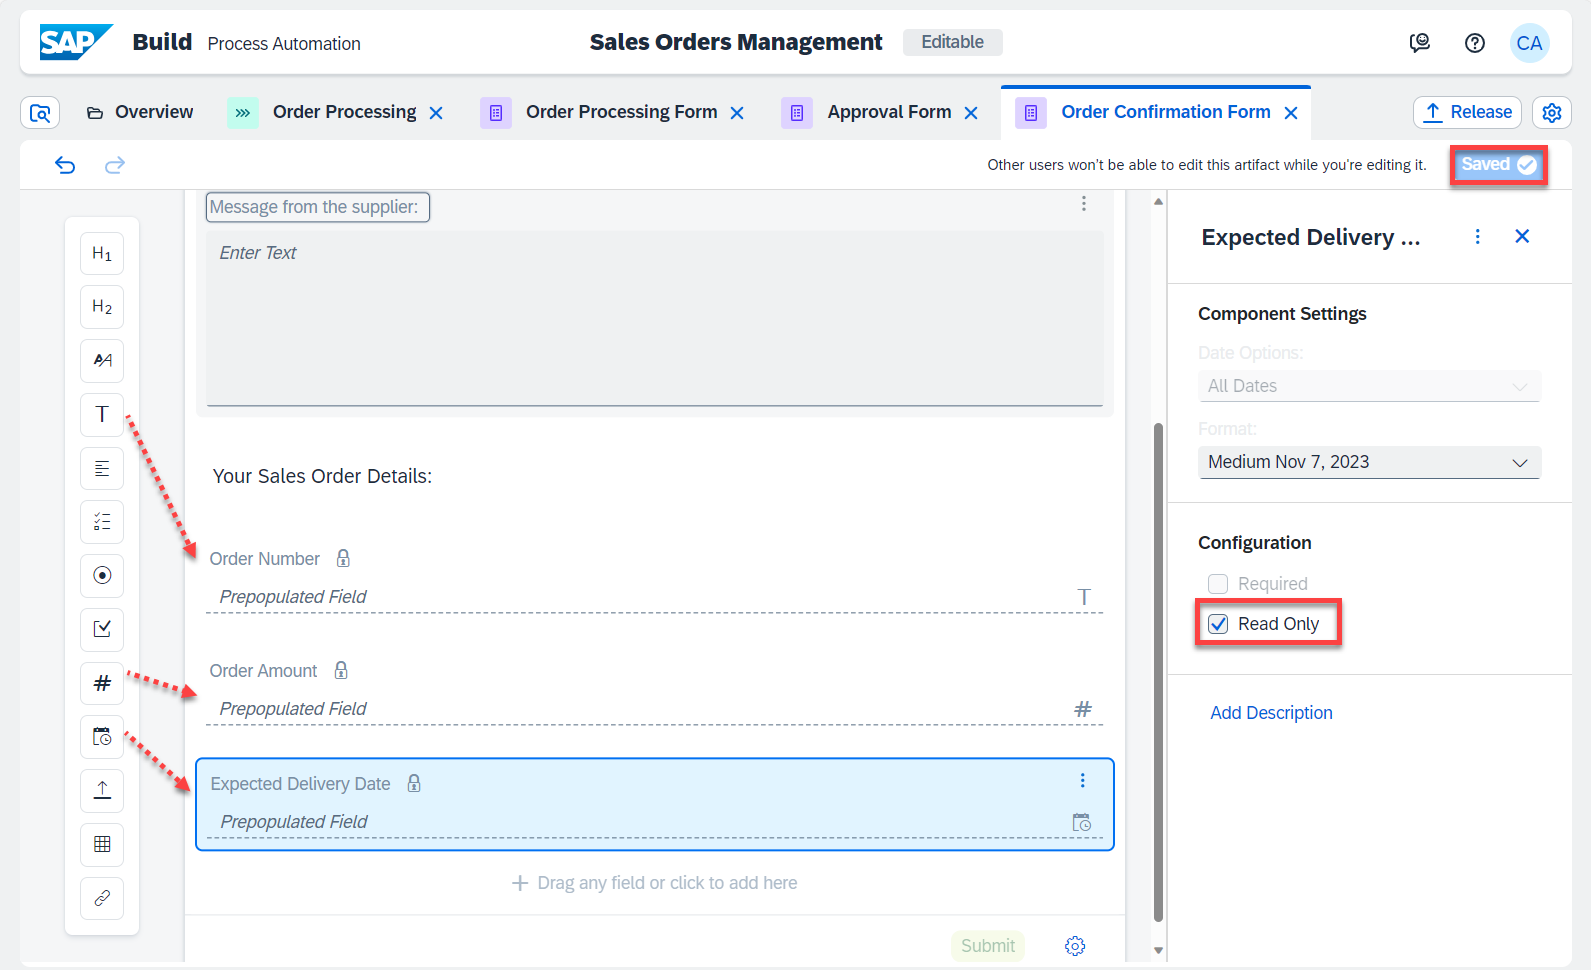 SAP Build Process Automation Sales Orders Management Editable CA
Overview Order Processing Order Processing Form Approval Form Order Confirmation Form Release
Other users won't be able to edit this artifact while you're editing it. Saved
H1
H2
AA
T
#
Message from the supplier:
Enter Text
Your Sales Order Details:
Order Number
Prepopulated Field T
Order Amount
Prepopulated Field #
Expected Delivery Date
Prepopulated Field
Drag any field or click to add here
Submit
Expected Delivery ...
Component Settings
Date Options:
All Dates
Format:
Medium Nov 7, 2023
Configuration
Required
Read Only
Add Description